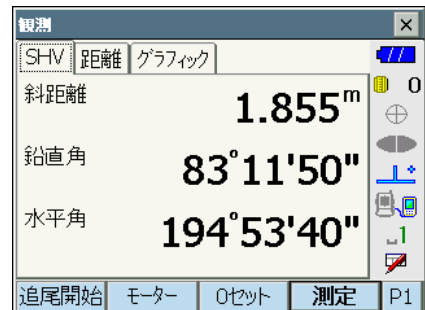 観測
SHV 距離 グラフィック
斜距離 1.855m
0
鉛直角 83°11'50"
水平角 194°53'40"
1
追尾開始 モーター 0セット 測定 P1